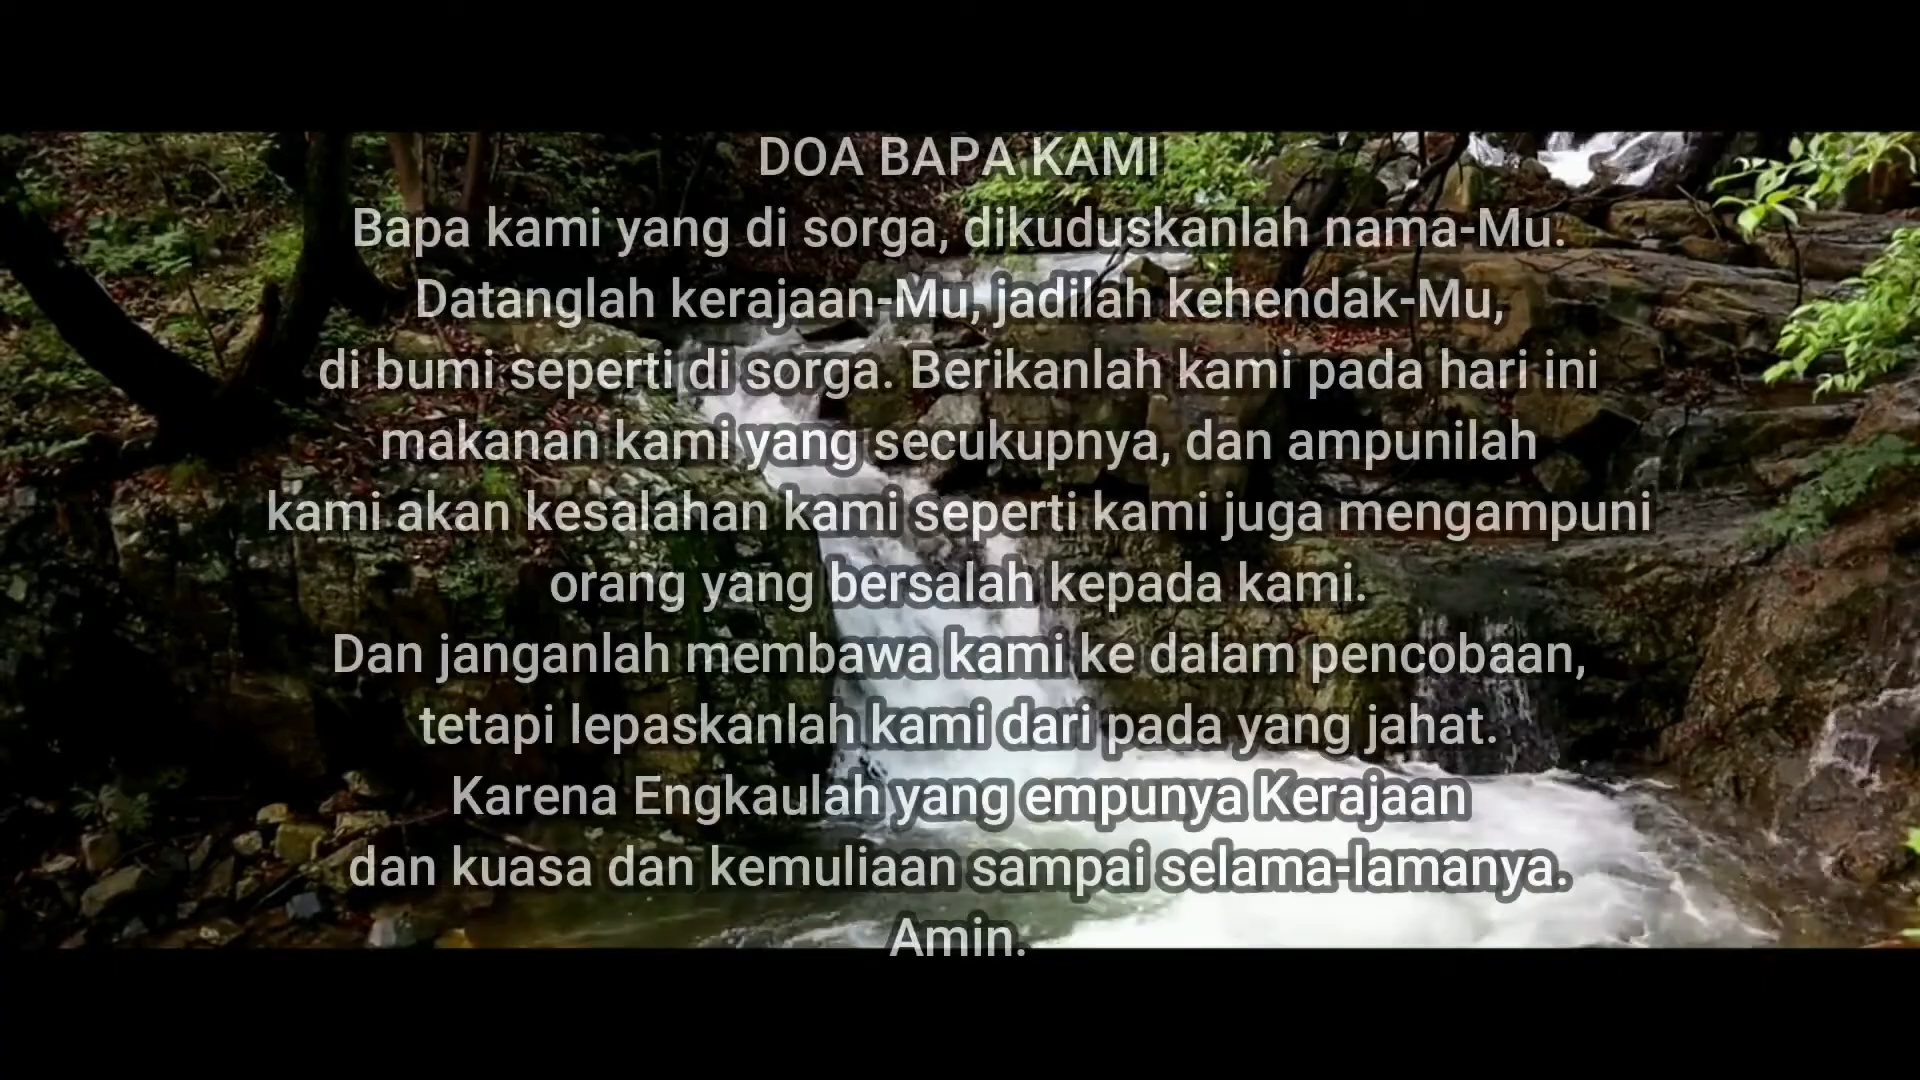 DOA BAPA KAMI
Bapa kami yang di sorga, dikuduskanlah nama-Mu.
Datanglah kerajaan-Mu, jadilah kehendak-Mu,
di bumi seperti di sorga. Berikanlah kami pada hari ini
makanan kami yang secukupnya, dan ampunilah
kami akan kesalahan kami seperti kami juga mengampuni
orang yang bersalah kepada kami.
Dan janganlah membawa kami ke dalam pencobaan,
tetapi lepaskanlah kami dari pada yang jahat.
Karena Engkaulah yang empunya Kerajaan
dan kuasa dan kemuliaan sampai selama-lamanya.
Amin.